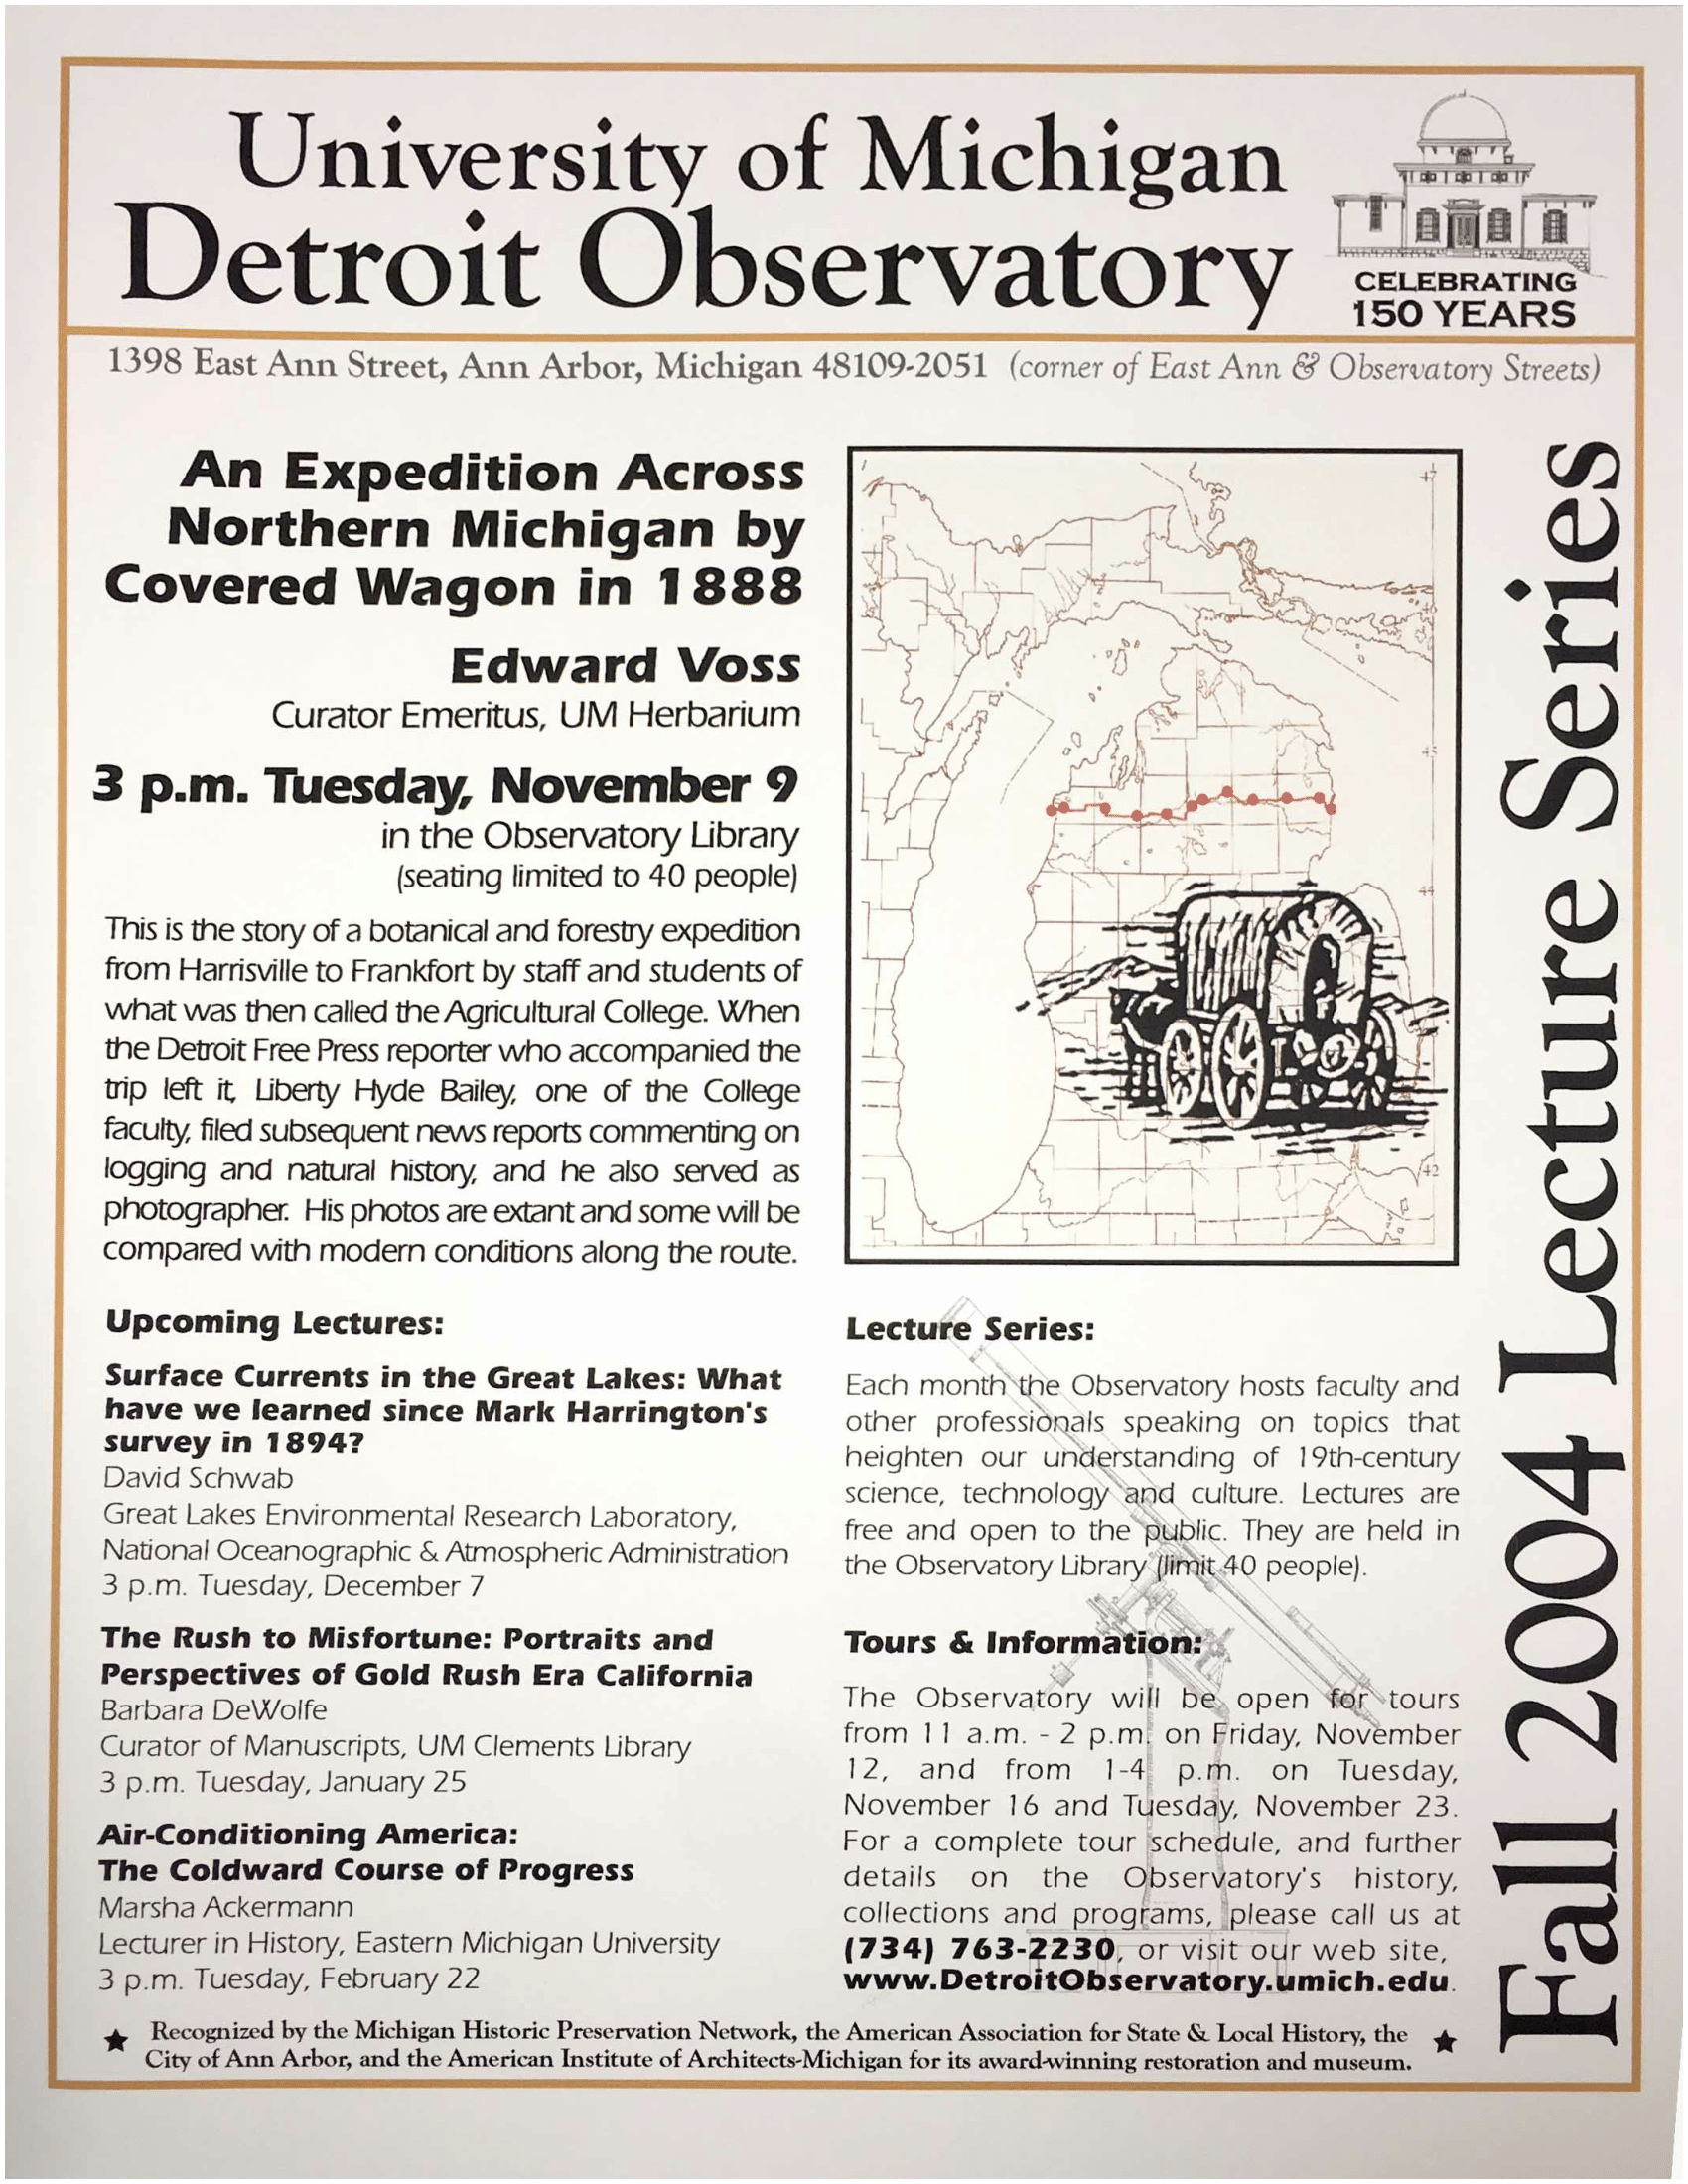 University of Michigan
Detroit Observatory
CELEBRATING
150 YEARS
1398 East Ann Street, Ann Arbor, Michigan 48109-2051 (corner of East Ann & Observatory Streets)
An Expedition Across
Northern Michigan by
Covered Wagon in 1888
Edward Voss
Curator Emeritus, UM Herbarium
3 p.m. Tuesday, November 9
in the Observatory Library
(seating limited to 40 people)
This is the story of a botanical and forestry expedition
from Harrisville to Frankfort by staff and students of
what was then called the Agricultural College. When
the Detroit Free Press reporter who accompanied the
trip left it, Liberty Hyde Bailey, one of the College
faculty, filed subsequent news reports commenting on
logging and natural history, and he also served as
photographer. His photos are extant and some will be
compared with modern conditions along the route.
47
46
45
44
42
Upcoming Lectures:
Surface Currents in the Great Lakes: What
have we learned since Mark Harrington's
survey in 1894?
David Schwab
Great Lakes Environmental Research Laboratory,
National Oceanographic & Atmospheric Administration
3 p.m. Tuesday, December 7
The Rush to Misfortune: Portraits and
Perspectives of Gold Rush Era California
Barbara DeWolfe
Curator of Manuscripts, UM Clements Library
3 p.m. Tuesday, January 25
Air-Conditioning America:
The Coldward Course of Progress
Marsha Ackermann
Lecturer in History, Eastern Michigan University
3 p.m. Tuesday, February 22
Lecture Series:
Each month the Observatory hosts faculty and
other professionals speaking on topics that
heighten our understanding of 19th-century
science, technology and culture. Lectures are
free and open to the public. They are held in
the Observatory Library (limit 40 people).
Tours & Information:
The Observatory will be open for tours
from 11 a.m. - 2 p.m. on Friday, November
12, and from 1-4 p.m. on Tuesday,
November 16 and Tuesday, November 23.
For a complete tour schedule, and further
details on the Observatory's history,
collections and programs, please call us at
(734) 763-2230, or visit our web site,
www.DetroitObservatory.umich.edu.
Fall 2004 Lecture Series
★ Recognized by the Michigan Historic Preservation Network, the American Association for State & Local History, the ★
City of Ann Arbor, and the American Institute of Architects-Michigan for its award-winning restoration and museum.